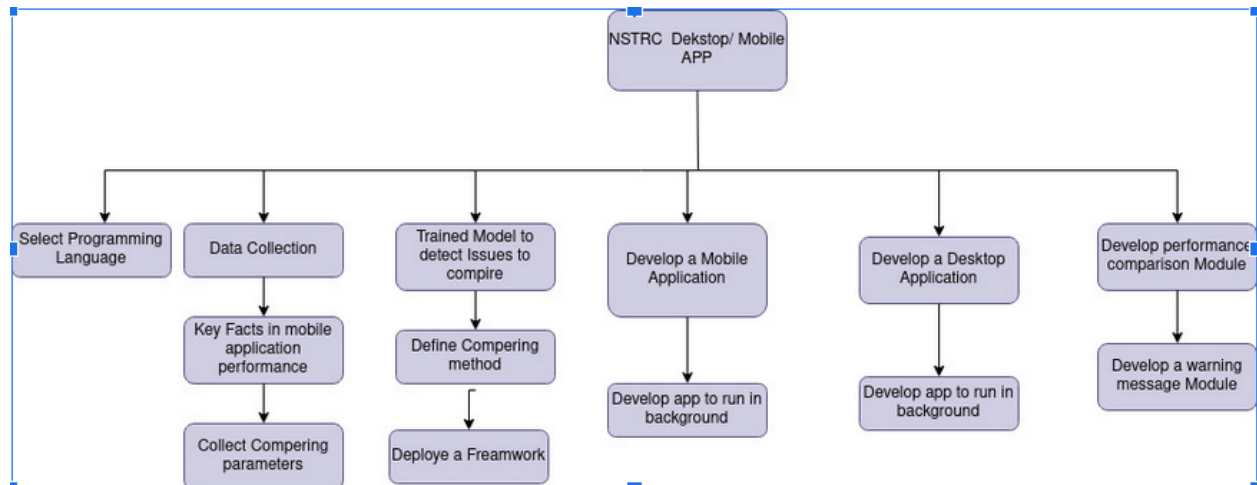 NSTRC Dekstop/ Mobile
APP
Select Programming
Language
Data Collection
Trained Model to
detect Issues to
compire
Develop a Mobile
Application
Develop a Desktop
Application
Develop performance
comparison Module
Key Facts in mobile
application
performance
Define Compering
method
Develop app to run in
background
Develop app to run in
background
Develop a warning
message Module
Collect Compering
parameters
Deploye a Freamwork